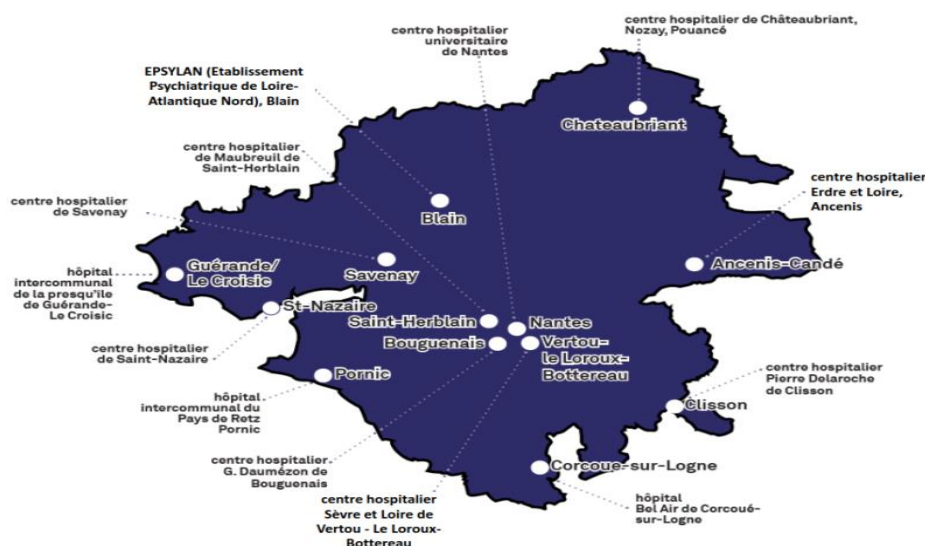 centre hospitalier
universitaire
de Nantes
centre hospitalier de Châteaubriant,
Nozay, Pouancé
EPSYLAN (Etablissement
Psychiatrique de Loire-
Atlantique Nord), Blain
Chateaubriant
centre hospitalier
de Maubreuil de
Saint-Herblain
centre hospitalier
Erdre et Loire,
Ancenis
centre hospitalier
de Savenay
Blain
hôpital
intercommunal
de la presqu'île
de Guérande-
Le Croisic
Guérande/
Le Croisic
Savenay
Ancenis-Candé
St-Nazaire
Saint-Herblain
Nantes
Bouguenais
Vertou-
le Loroux-
Bottereau
centre hospitalier
de Saint-Nazaire
Pornic
centre hospitalier
Pierre Delaroche
de Clisson
hôpital
intercommunal du
Pays de Retz
Pornic
Clisson
centre hospitalier
G. Daumézon de
Bouguenais
Corcoue-sur-Logne
centre hospitalier
Sèvre et Loire de
Vertou - Le Loroux-
Bottereau
hôpital
Bel Air de Corcoué-
sur-Logne